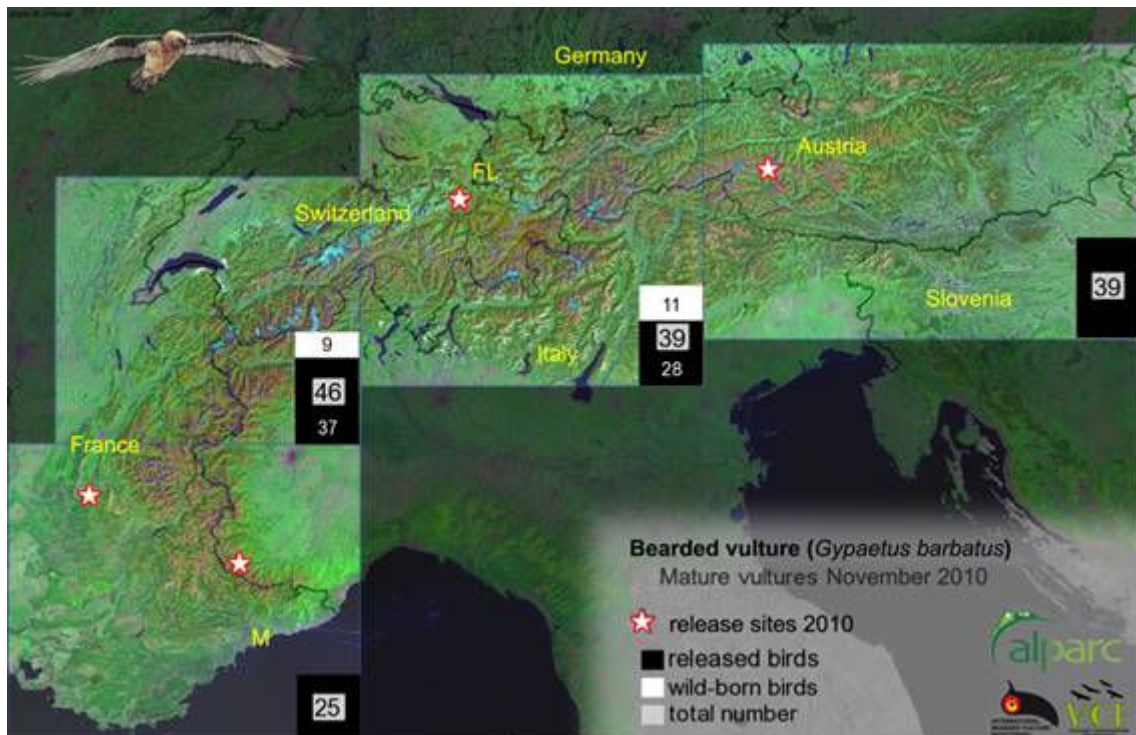 Germany
Austria
FL
Switzerland
Slovenia
39
11
39
28
Italy
9
46
37
France
M
25
Bearded vulture (Gypaetus barbatus)
Mature vultures November 2010
release sites 2010
released birds
wild-born birds
total number
alparc
INTERNATIONAL
VCF